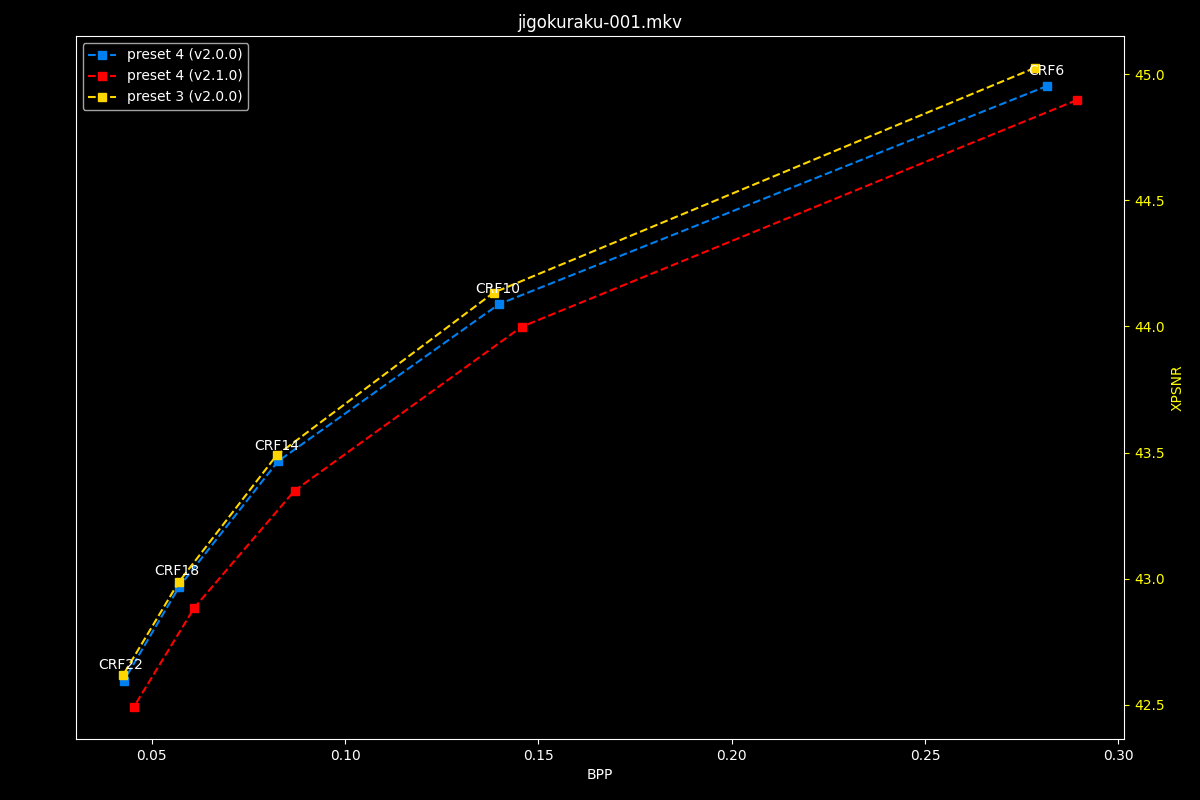 jigokuraku-001.mkv
preset 4 (v2.0.0)
preset 4 (v2.1.0)
preset 3 (v2.0.0)
CRF6
45.0
44.5
CRF10
44.0
XPSNR
CRF14
43.5
CRF18
43.0
CRF22
42.5
0.05 0.10 0.15 0.20 0.25 0.30
BPP